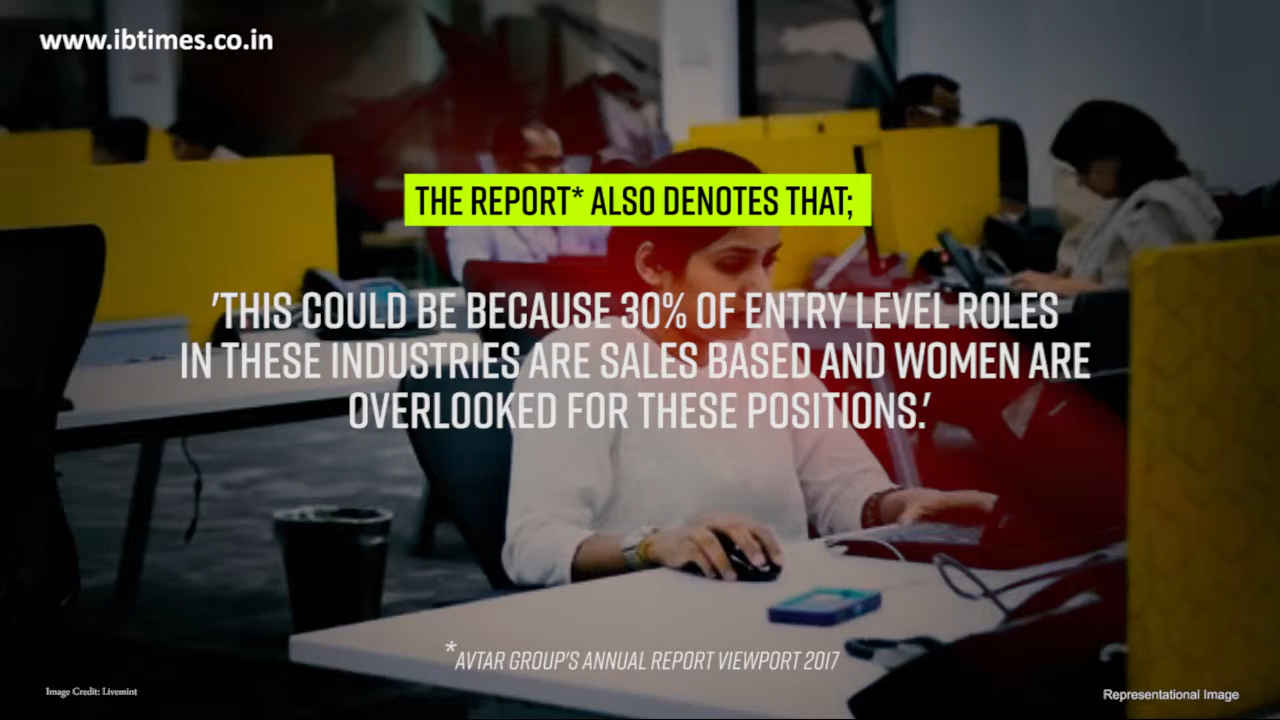 www.ibtimes.co.in
THE REPORT* ALSO DENOTES THAT;
'THIS COULD BE BECAUSE 30% OF ENTRY LEVEL ROLES
IN THESE INDUSTRIES ARE SALES BASED AND WOMEN ARE
OVERLOOKED FOR THESE POSITIONS.'
*AVTAR GROUP'S ANNUAL REPORT VIEWPORT 2017
Image Credit: Livemint
Representational Image